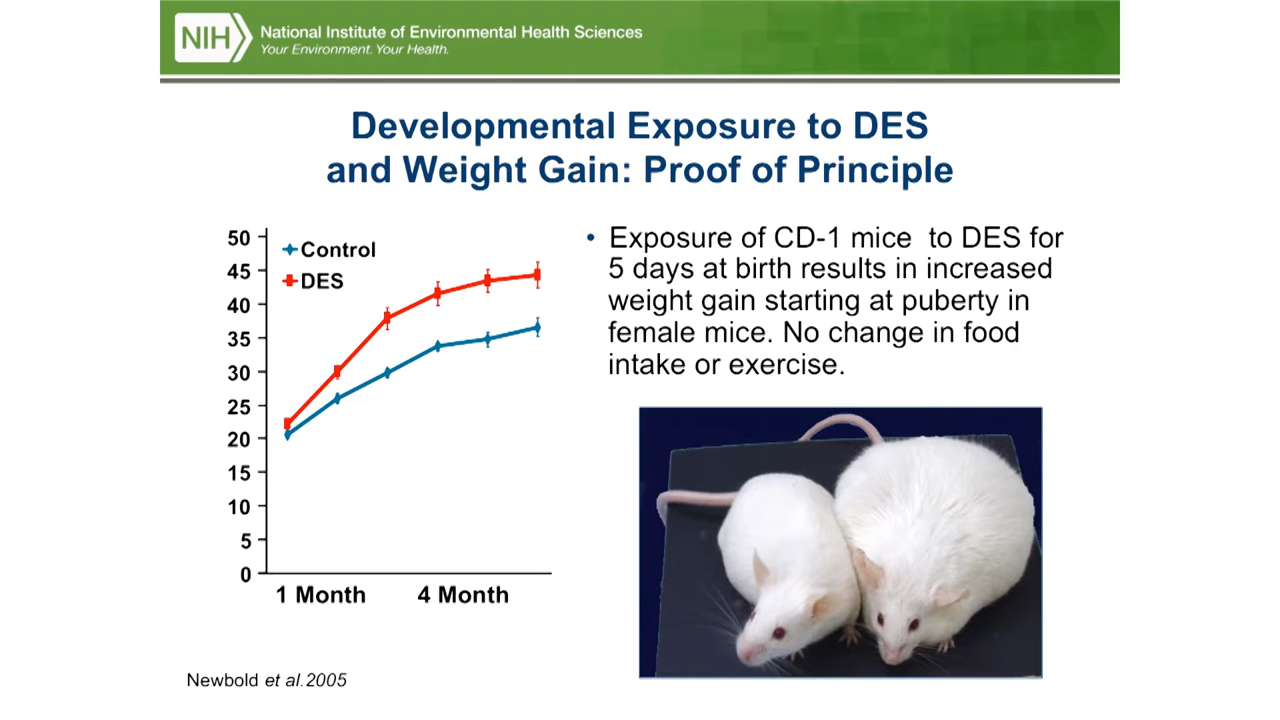 NIH
National Institute of Environmental Health Sciences
Your Environment. Your Health.
Developmental Exposure to DES
and Weight Gain: Proof of Principle
50
45
40
35
30
25
20
15
10
5
0
Control
DES
1 Month
4 Month
• Exposure of CD-1 mice to DES for
5 days at birth results in increased
weight gain starting at puberty in
female mice. No change in food
intake or exercise.
Newbold et al.2005